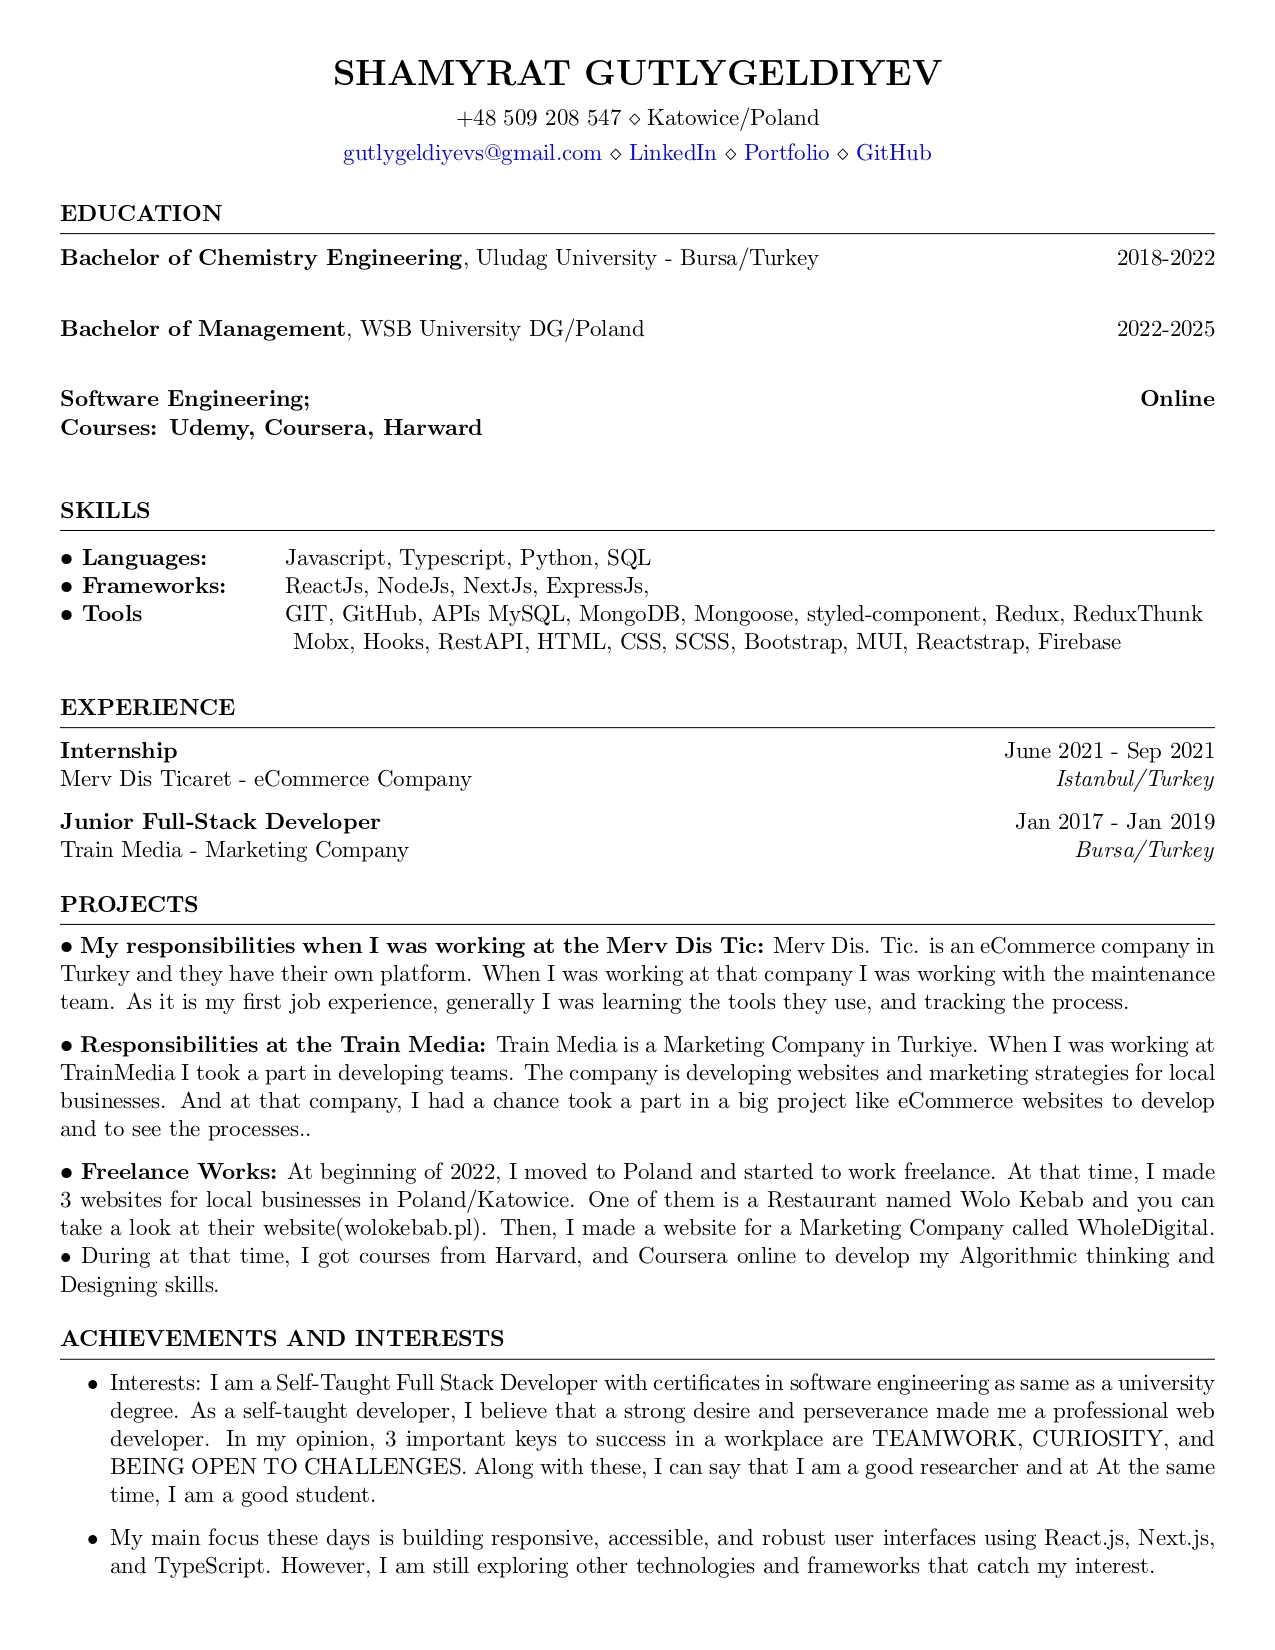 SHAMYRAT GUTLYGELDIYEV
+48 509 208 547 ⋄ Katowice/Poland
gutlygeldiyevs@gmail.com ⋄ LinkedIn ⋄ Portfolio ⋄ GitHub
EDUCATION
Bachelor of Chemistry Engineering, Uludag University - Bursa/Turkey 2018-2022
Bachelor of Management, WSB University DG/Poland 2022-2025
Software Engineering; Online
Courses: Udemy, Coursera, Harward
SKILLS
• Languages: Javascript, Typescript, Python, SQL
• Frameworks: ReactJs, NodeJs, NextJs, ExpressJs,
• Tools GIT, GitHub, APIs MySQL, MongoDB, Mongoose, styled-component, Redux, ReduxThunk
Mobx, Hooks, RestAPI, HTML, CSS, SCSS, Bootstrap, MUI, Reactstrap, Firebase
EXPERIENCE
Internship June 2021 - Sep 2021
Merv Dis Ticaret - eCommerce Company Istanbul/Turkey
Junior Full-Stack Developer Jan 2017 - Jan 2019
Train Media - Marketing Company Bursa/Turkey
PROJECTS
• My responsibilities when I was working at the Merv Dis Tic: Merv Dis. Tic. is an eCommerce company in
Turkey and they have their own platform. When I was working at that company I was working with the maintenance
team. As it is my first job experience, generally I was learning the tools they use, and tracking the process.
• Responsibilities at the Train Media: Train Media is a Marketing Company in Turkiye. When I was working at
TrainMedia I took a part in developing teams. The company is developing websites and marketing strategies for local
businesses. And at that company, I had a chance took a part in a big project like eCommerce websites to develop
and to see the processes..
• Freelance Works: At beginning of 2022, I moved to Poland and started to work freelance. At that time, I made
3 websites for local businesses in Poland/Katowice. One of them is a Restaurant named Wolo Kebab and you can
take a look at their website(wolokebab.pl). Then, I made a website for a Marketing Company called WholeDigital.
• During at that time, I got courses from Harvard, and Coursera online to develop my Algorithmic thinking and
Designing skills.
ACHIEVEMENTS AND INTERESTS
• Interests: I am a Self-Taught Full Stack Developer with certificates in software engineering as same as a university
degree. As a self-taught developer, I believe that a strong desire and perseverance made me a professional web
developer. In my opinion, 3 important keys to success in a workplace are TEAMWORK, CURIOSITY, and
BEING OPEN TO CHALLENGES. Along with these, I can say that I am a good researcher and at At the same
time, I am a good student.
• My main focus these days is building responsive, accessible, and robust user interfaces using React.js, Next.js,
and TypeScript. However, I am still exploring other technologies and frameworks that catch my interest.